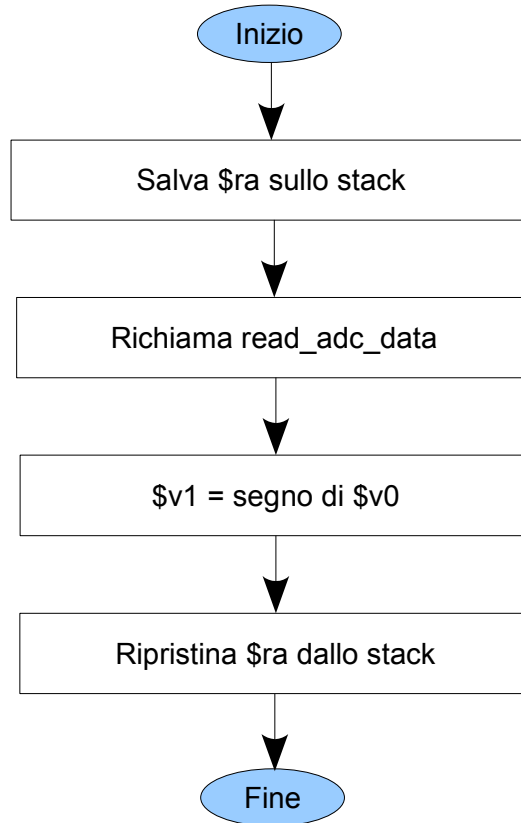 Inizio
Salva $ra sullo stack
Richiama read_adc_data
$v1 = segno di $v0
Ripristina $ra dallo stack
Fine